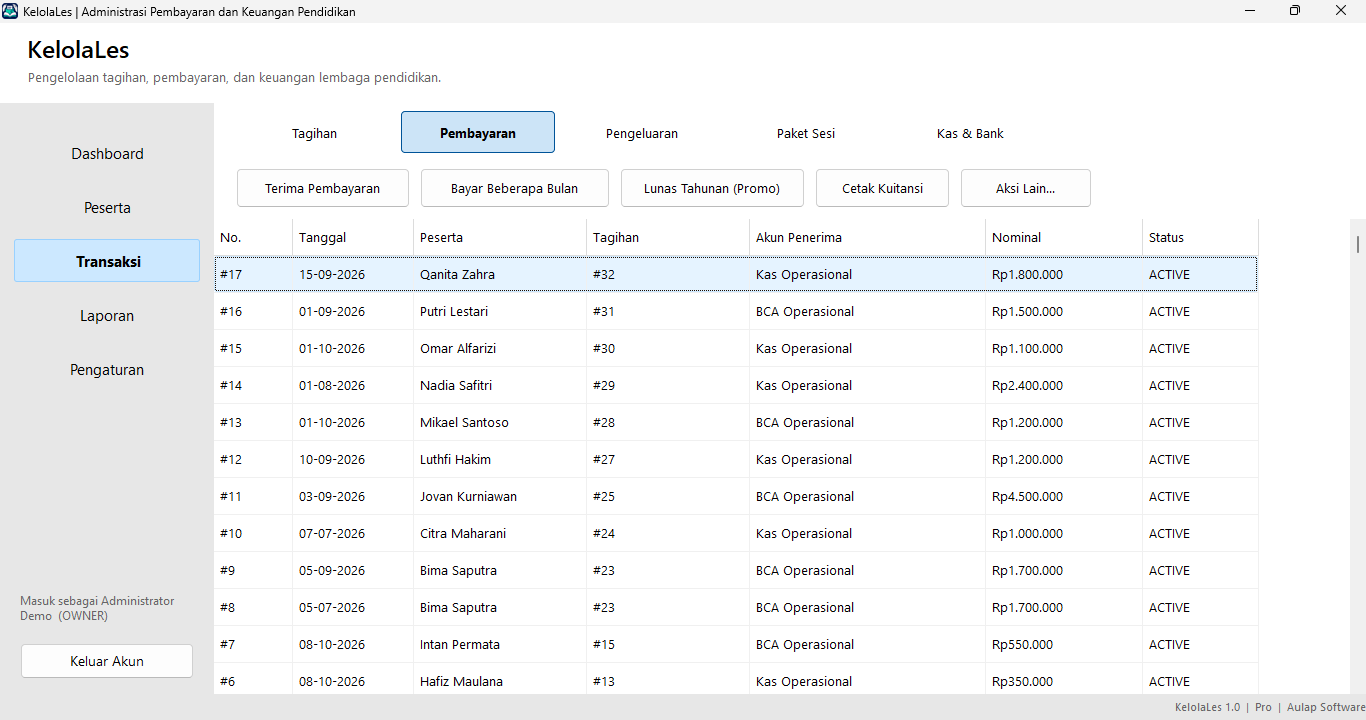 KelolaLes | Administrasi Pembayaran dan Keuangan Pendidikan
KelolaLes
Pengelolaan tagihan, pembayaran, dan keuangan lembaga pendidikan.
Dashboard
Peserta
Transaksi
Laporan
Pengaturan
Masuk sebagai Administrator
Demo (OWNER)
Keluar Akun
Tagihan Pembayaran Pengeluaran Paket Sesi Kas & Bank
Terima Pembayaran Bayar Beberapa Bulan Lunas Tahunan (Promo) Cetak Kuitansi Aksi Lain...
No. Tanggal Peserta Tagihan Akun Penerima Nominal Status
#17 15-09-2026 Qanita Zahra #32 Kas Operasional Rp1.800.000 ACTIVE
#16 01-09-2026 Putri Lestari #31 BCA Operasional Rp1.500.000 ACTIVE
#15 01-10-2026 Omar Alfarizi #30 Kas Operasional Rp1.100.000 ACTIVE
#14 01-08-2026 Nadia Safitri #29 Kas Operasional Rp2.400.000 ACTIVE
#13 01-10-2026 Mikael Santoso #28 BCA Operasional Rp1.200.000 ACTIVE
#12 10-09-2026 Luthfi Hakim #27 Kas Operasional Rp1.200.000 ACTIVE
#11 03-09-2026 Jovan Kurniawan #25 BCA Operasional Rp4.500.000 ACTIVE
#10 07-07-2026 Citra Maharani #24 Kas Operasional Rp1.000.000 ACTIVE
#9 05-09-2026 Bima Saputra #23 BCA Operasional Rp1.700.000 ACTIVE
#8 05-07-2026 Bima Saputra #23 BCA Operasional Rp1.700.000 ACTIVE
#7 08-10-2026 Intan Permata #15 BCA Operasional Rp550.000 ACTIVE
#6 08-10-2026 Hafiz Maulana #13 Kas Operasional Rp350.000 ACTIVE
KelolaLes 1.0 | Pro | Aulap Software